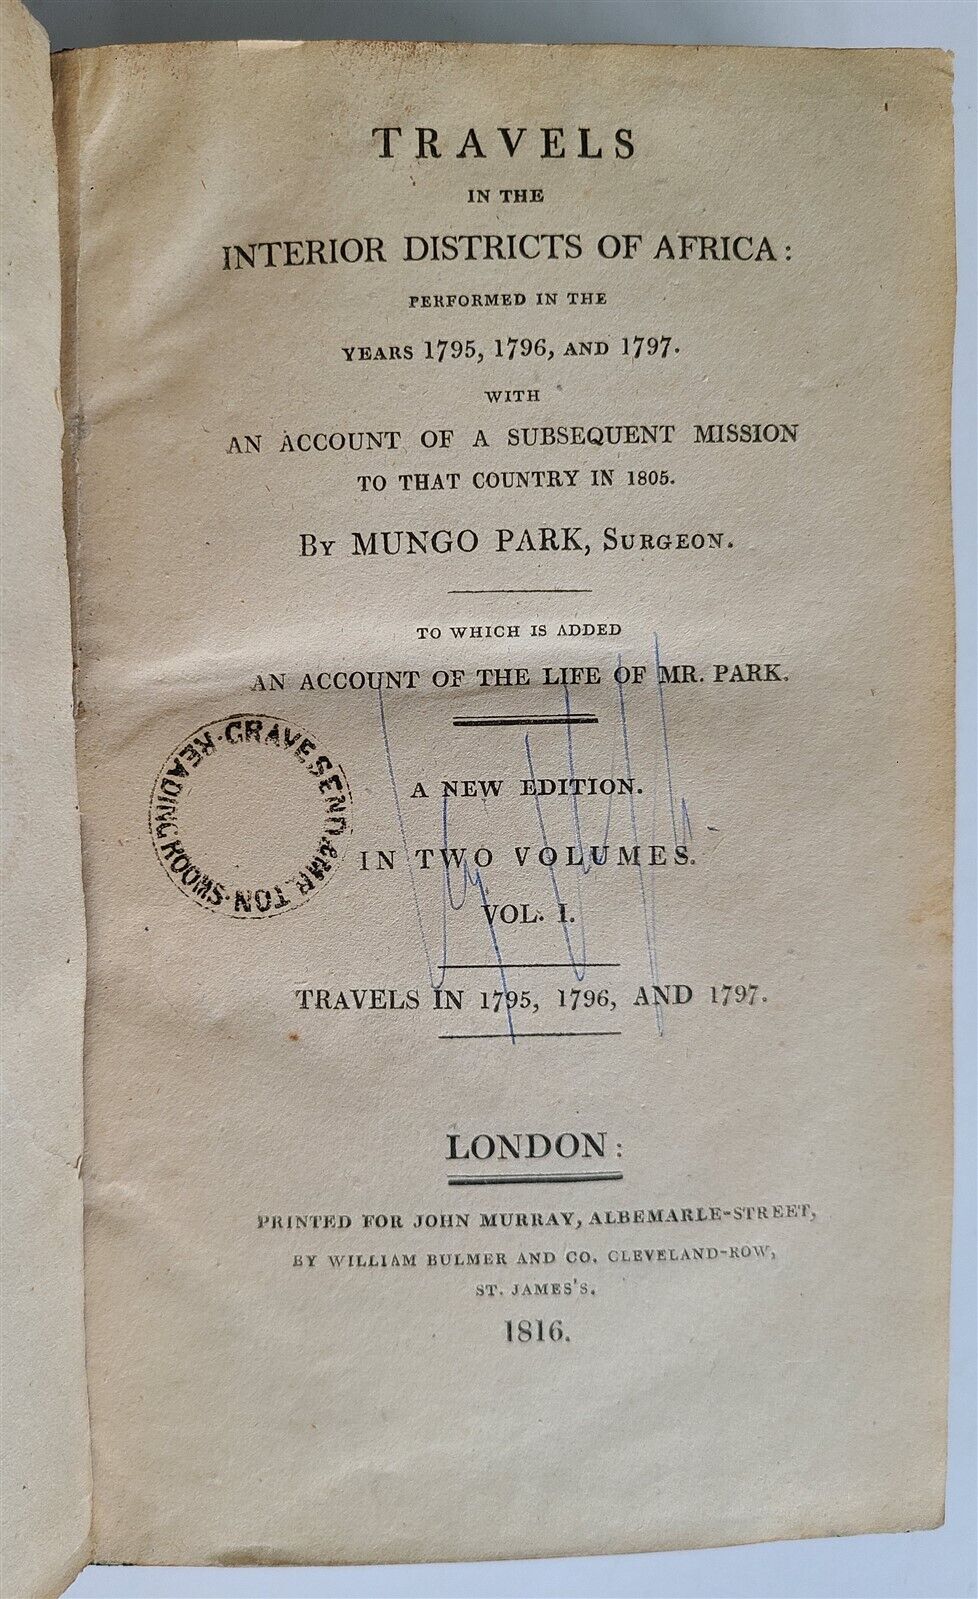 TRAVELS
IN THE
INTERIOR DISTRICTS OF AFRICA:
PERFORMED IN THE
YEARS 1795, 1796, AND 1797.
WITH
AN ACCOUNT OF A SUBSEQUENT MISSION
TO THAT COUNTRY IN 1805.
BY MUNGO PARK, SURGEON.
TO WHICH IS ADDED
AN ACCOUNT OF THE LIFE OF MR. PARK.
GRAVESEND & MILTON · READING ROOMS ·
A NEW EDITION.
IN TWO VOLUMES.
VOL. I.
TRAVELS IN 1795, 1796, AND 1797.
LONDON:
PRINTED FOR JOHN MURRAY, ALBEMARLE-STREET,
BY WILLIAM BULMER AND CO. CLEVELAND-ROW,
ST. JAMES'S.
1816.